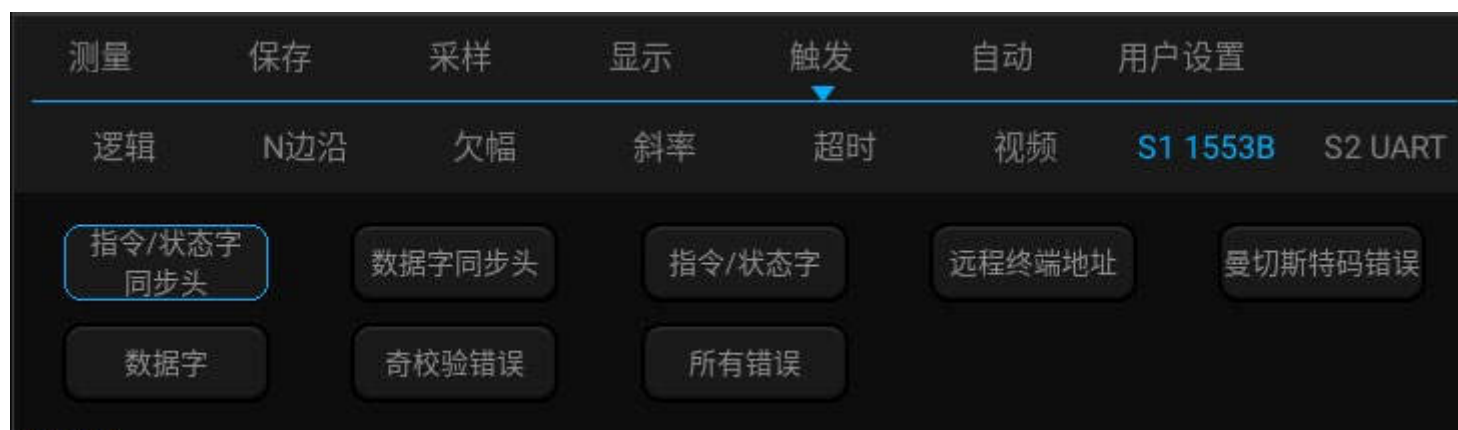 测量 保存 采样 显示 触发 自动 用户设置
逻辑 N边沿 欠幅 斜率 超时 视频 S1 1553B S2 UART
指令/状态字
同步头
数据字同步头
指令/状态字
远程终端地址
曼切斯特码错误
数据字
奇校验错误
所有错误